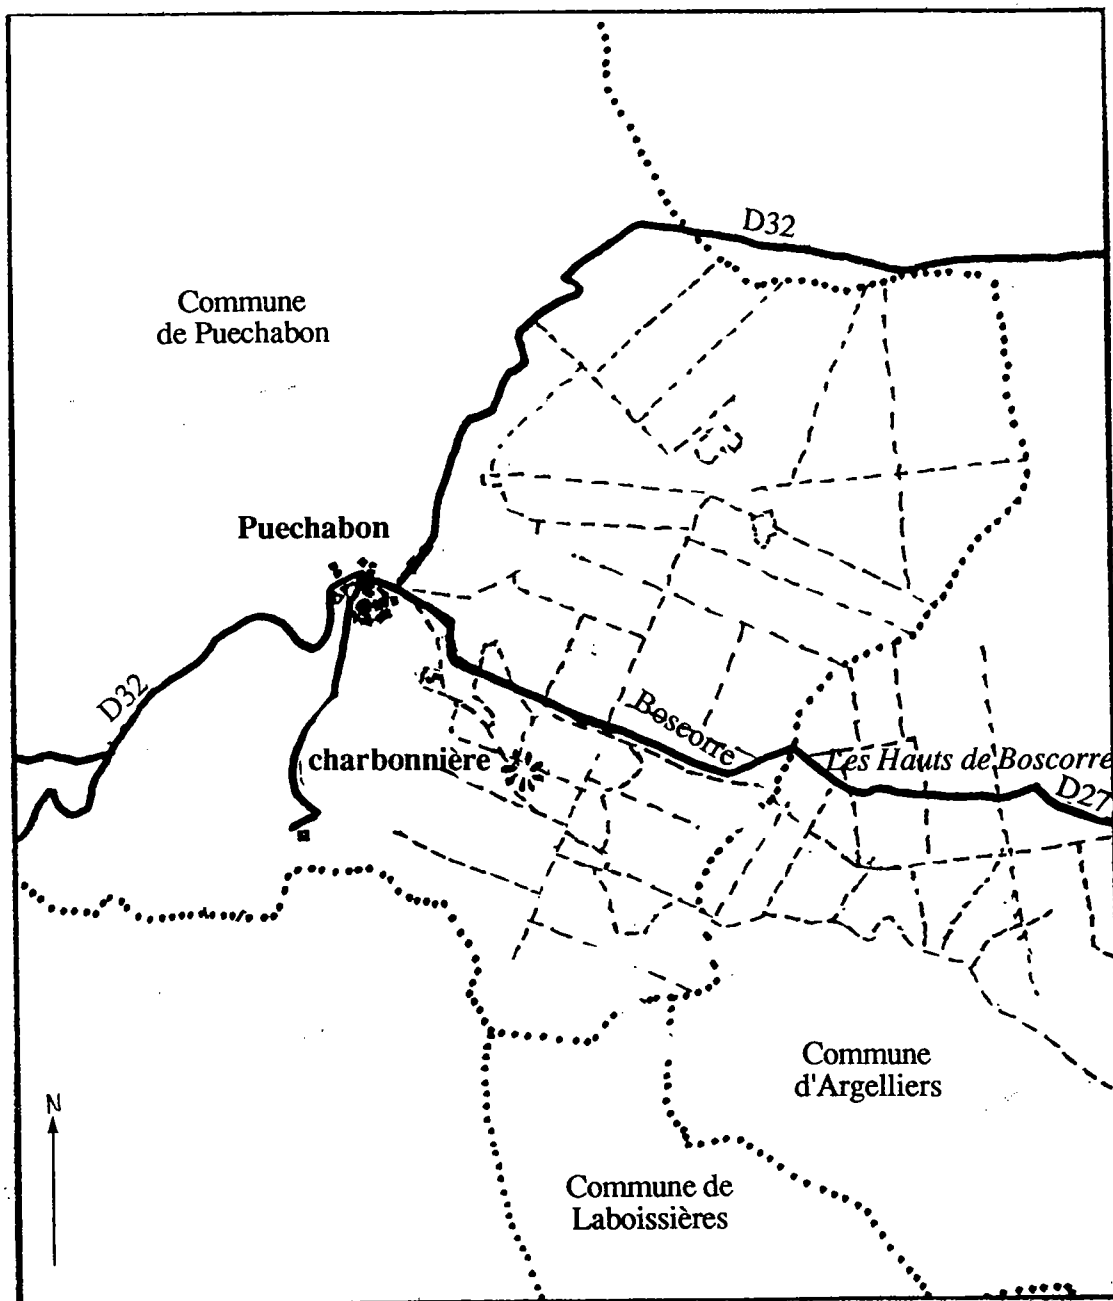 D32
Commune
de Puechabon
Puechabon
D32
Boscorre
charbonnière
Les Hauts de Boscorre
D27
Commune
d'Argelliers
N
Commune de
Laboissières